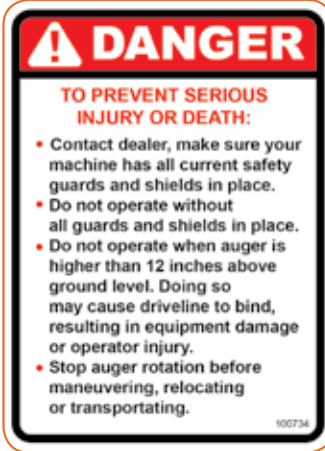 DANGER
TO PREVENT SERIOUS
INJURY OR DEATH:
• Contact dealer, make sure your
machine has all current safety
guards and shields in place.
• Do not operate without
all guards and shields in place.
• Do not operate when auger is
higher than 12 inches above
ground level. Doing so
may cause driveline to bind,
resulting in equipment damage
or operator injury.
• Stop auger rotation before
maneuvering, relocating
or transportating.
100734